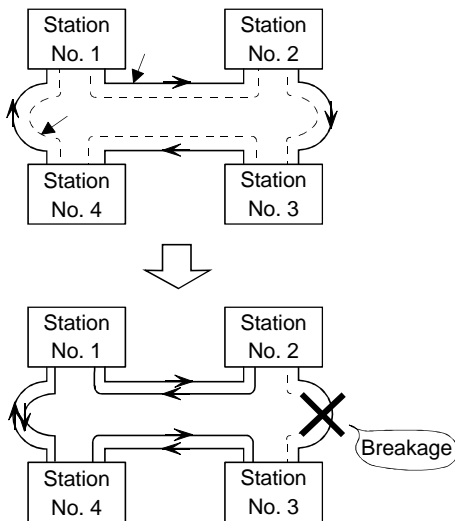 Station
No. 1
Station
No. 2
Station
No. 4
Station
No. 3
Station
No. 1
Station
No. 2
Breakage
Station
No. 4
Station
No. 3